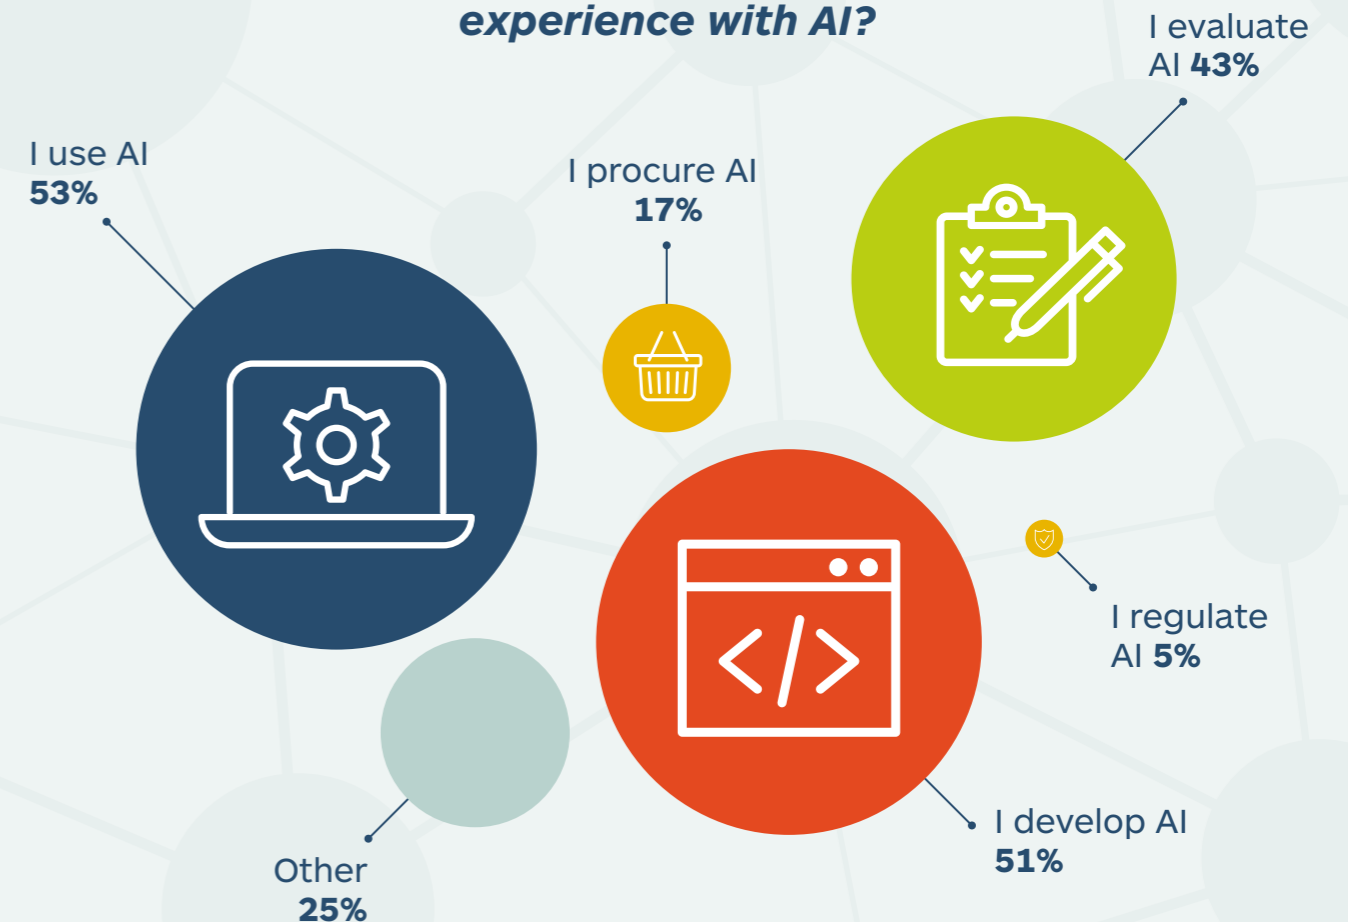 experience with AI?
I evaluate
AI 43%
I use AI
53%
I procure AI
17%
I regulate
AI 5%
I develop AI
51%
Other
25%